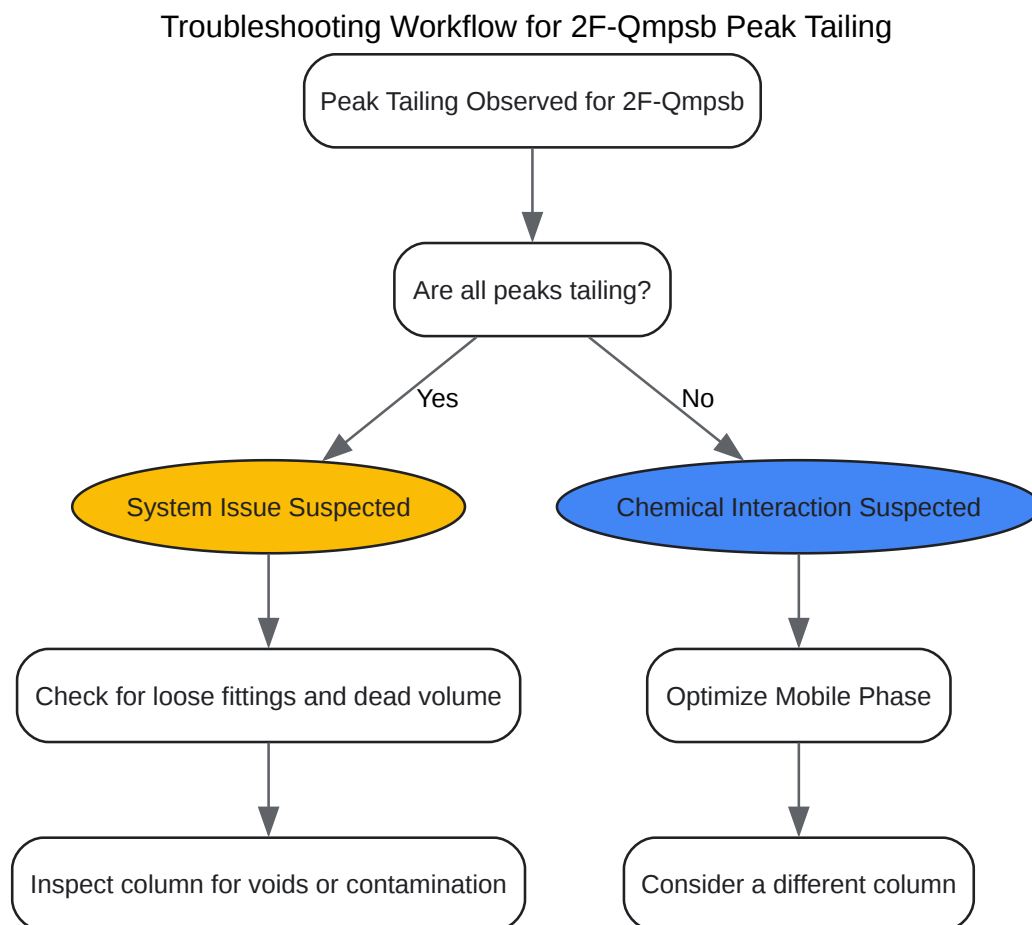 Troubleshooting Workflow for 2F-Qmpsb Peak Tailing
Peak Tailing Observed for 2F-Qmpsb
Are all peaks tailing?
Yes
No
System Issue Suspected
Chemical Interaction Suspected
Check for loose fittings and dead volume
Optimize Mobile Phase
Inspect column for voids or contamination
Consider a different column